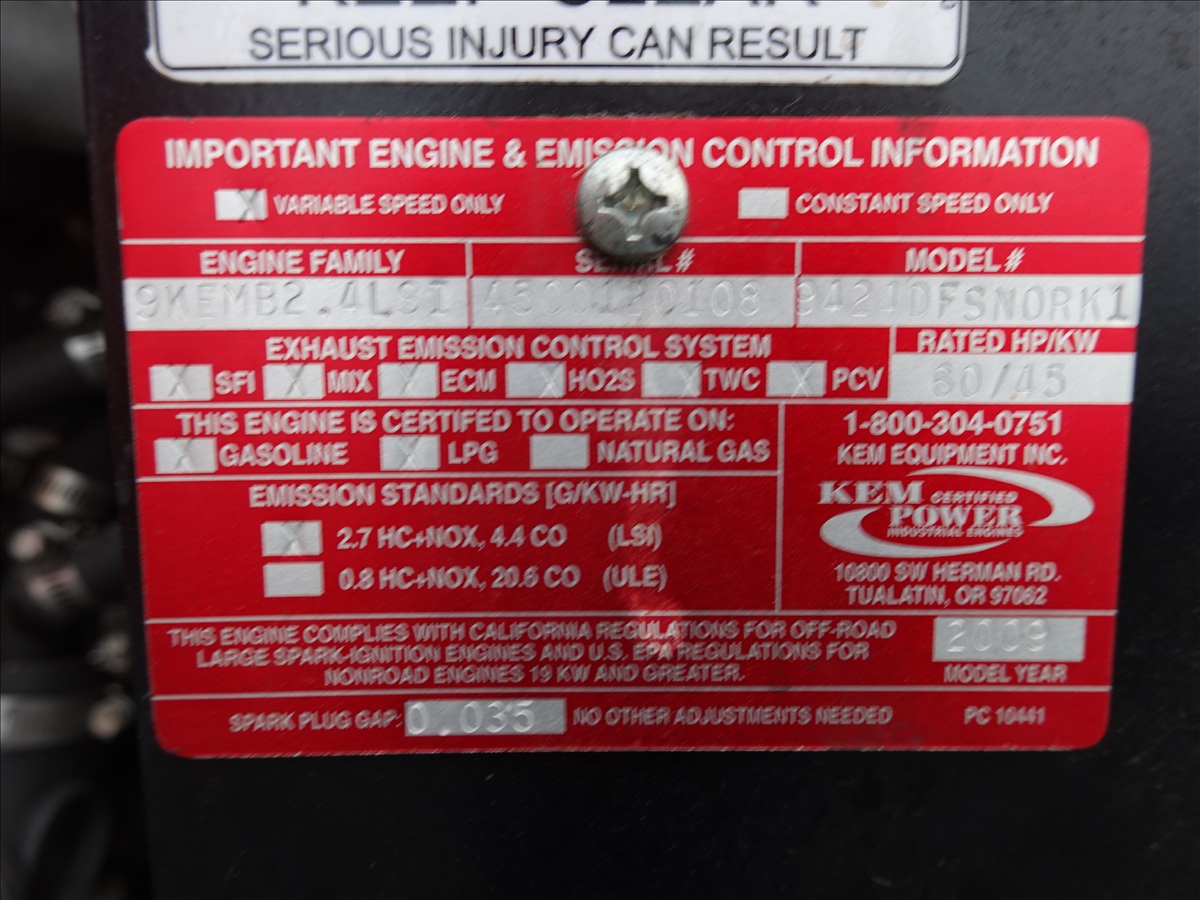 SERIOUS INJURY CAN RESULT
IMPORTANT ENGINE & EMISSION CONTROL INFORMATION
X VARIABLE SPEED ONLY CONSTANT SPEED ONLY
ENGINE FAMILY SERIAL # MODEL #
9KEMB2.4LSI 4500120108 9424DFSNORK1
EXHAUST EMISSION CONTROL SYSTEM RATED HP/KW
X SFI X MIX X ECM X HO2S X TWC X PCV 60/45
THIS ENGINE IS CERTIFED TO OPERATE ON:
X GASOLINE X LPG NATURAL GAS
1-800-304-0751
KEM EQUIPMENT INC.
KEM CERTIFIED
POWER
INDUSTRIAL ENGINES
10800 SW HERMAN RD.
TUALATIN, OR 97062
EMISSION STANDARDS [G/KW-HR]
X 2.7 HC+NOX, 4.4 CO (LSI)
0.8 HC+NOX, 20.6 CO (ULE)
THIS ENGINE COMPLIES WITH CALIFORNIA REGULATIONS FOR OFF-ROAD
LARGE SPARK-IGNITION ENGINES AND U.S. EPA REGULATIONS FOR
NONROAD ENGINES 19 KW AND GREATER.
2009
MODEL YEAR
SPARK PLUG GAP: 0.035 NO OTHER ADJUSTMENTS NEEDED PC 10441